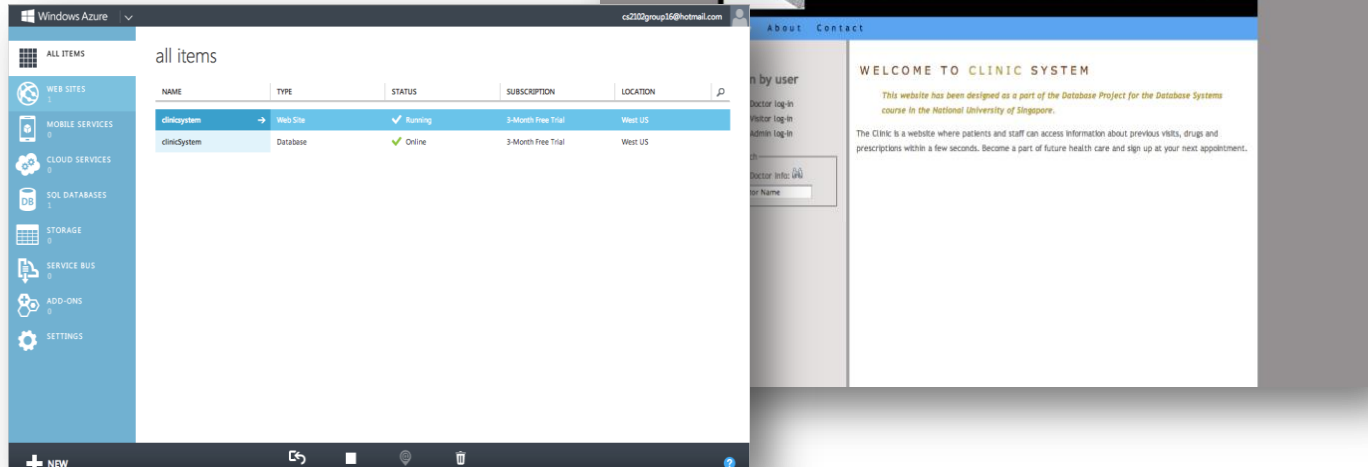 Windows Azure
cs2102group16@hotmail.com
ALL ITEMS
WEB SITES
1
MOBILE SERVICES
0
CLOUD SERVICES
0
DB
SQL DATABASES
1
STORAGE
0
SERVICE BUS
0
ADD-ONS
0
SETTINGS
all items
NAME TYPE STATUS SUBSCRIPTION LOCATION
clinicsystem Web Site Running 3-Month Free Trial West US
clinicSystem Database Online 3-Month Free Trial West US
NEW
?
About Contact
n by user
Doctor log-in
Visitor log-in
Admin log-in
ch
Doctor Info:
tor Name
WELCOME TO CLINIC SYSTEM
This website has been designed as a part of the Database Project for the Database Systems
course in the National University of Singapore.
The Clinic is a website where patients and staff can access information about previous visits, drugs and
prescriptions within a few seconds. Become a part of future health care and sign up at your next appointment.